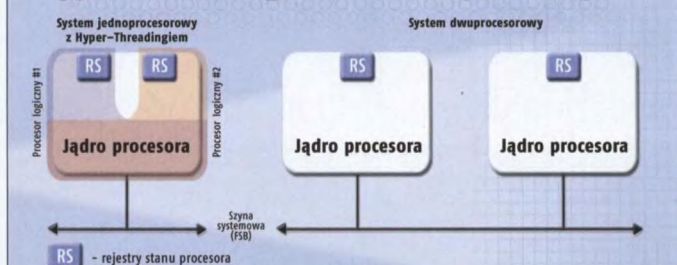 System jednoprocesorowy
z Hyper-Threadingiem
Procesor logiczny #1
RS
RS
Procesor logiczny #2
Jądro procesora
System dwuprocesorowy
RS
RS
Jądro procesora
Jądro procesora
Szyna
systemowa
(FSB)
RS - rejestry stanu procesora